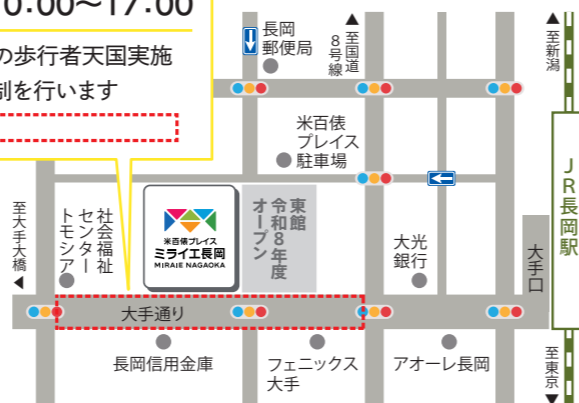 0:00〜17:00
の歩行者天国実施
制を行います
長岡
郵便局
▲至国道
8号線
▲至新潟
米百俵
プレイス
駐車場
JR長岡駅
至大手大橋▼
社会福祉
センター
トモシア
米百俵プレイス
ミライエ長岡
MIRAIE NAGAOKA
東館
令和8年度
オープン
大光
銀行
大手口
大手通り
長岡信用金庫
フェニックス
大手
アオーレ長岡
至東京▼